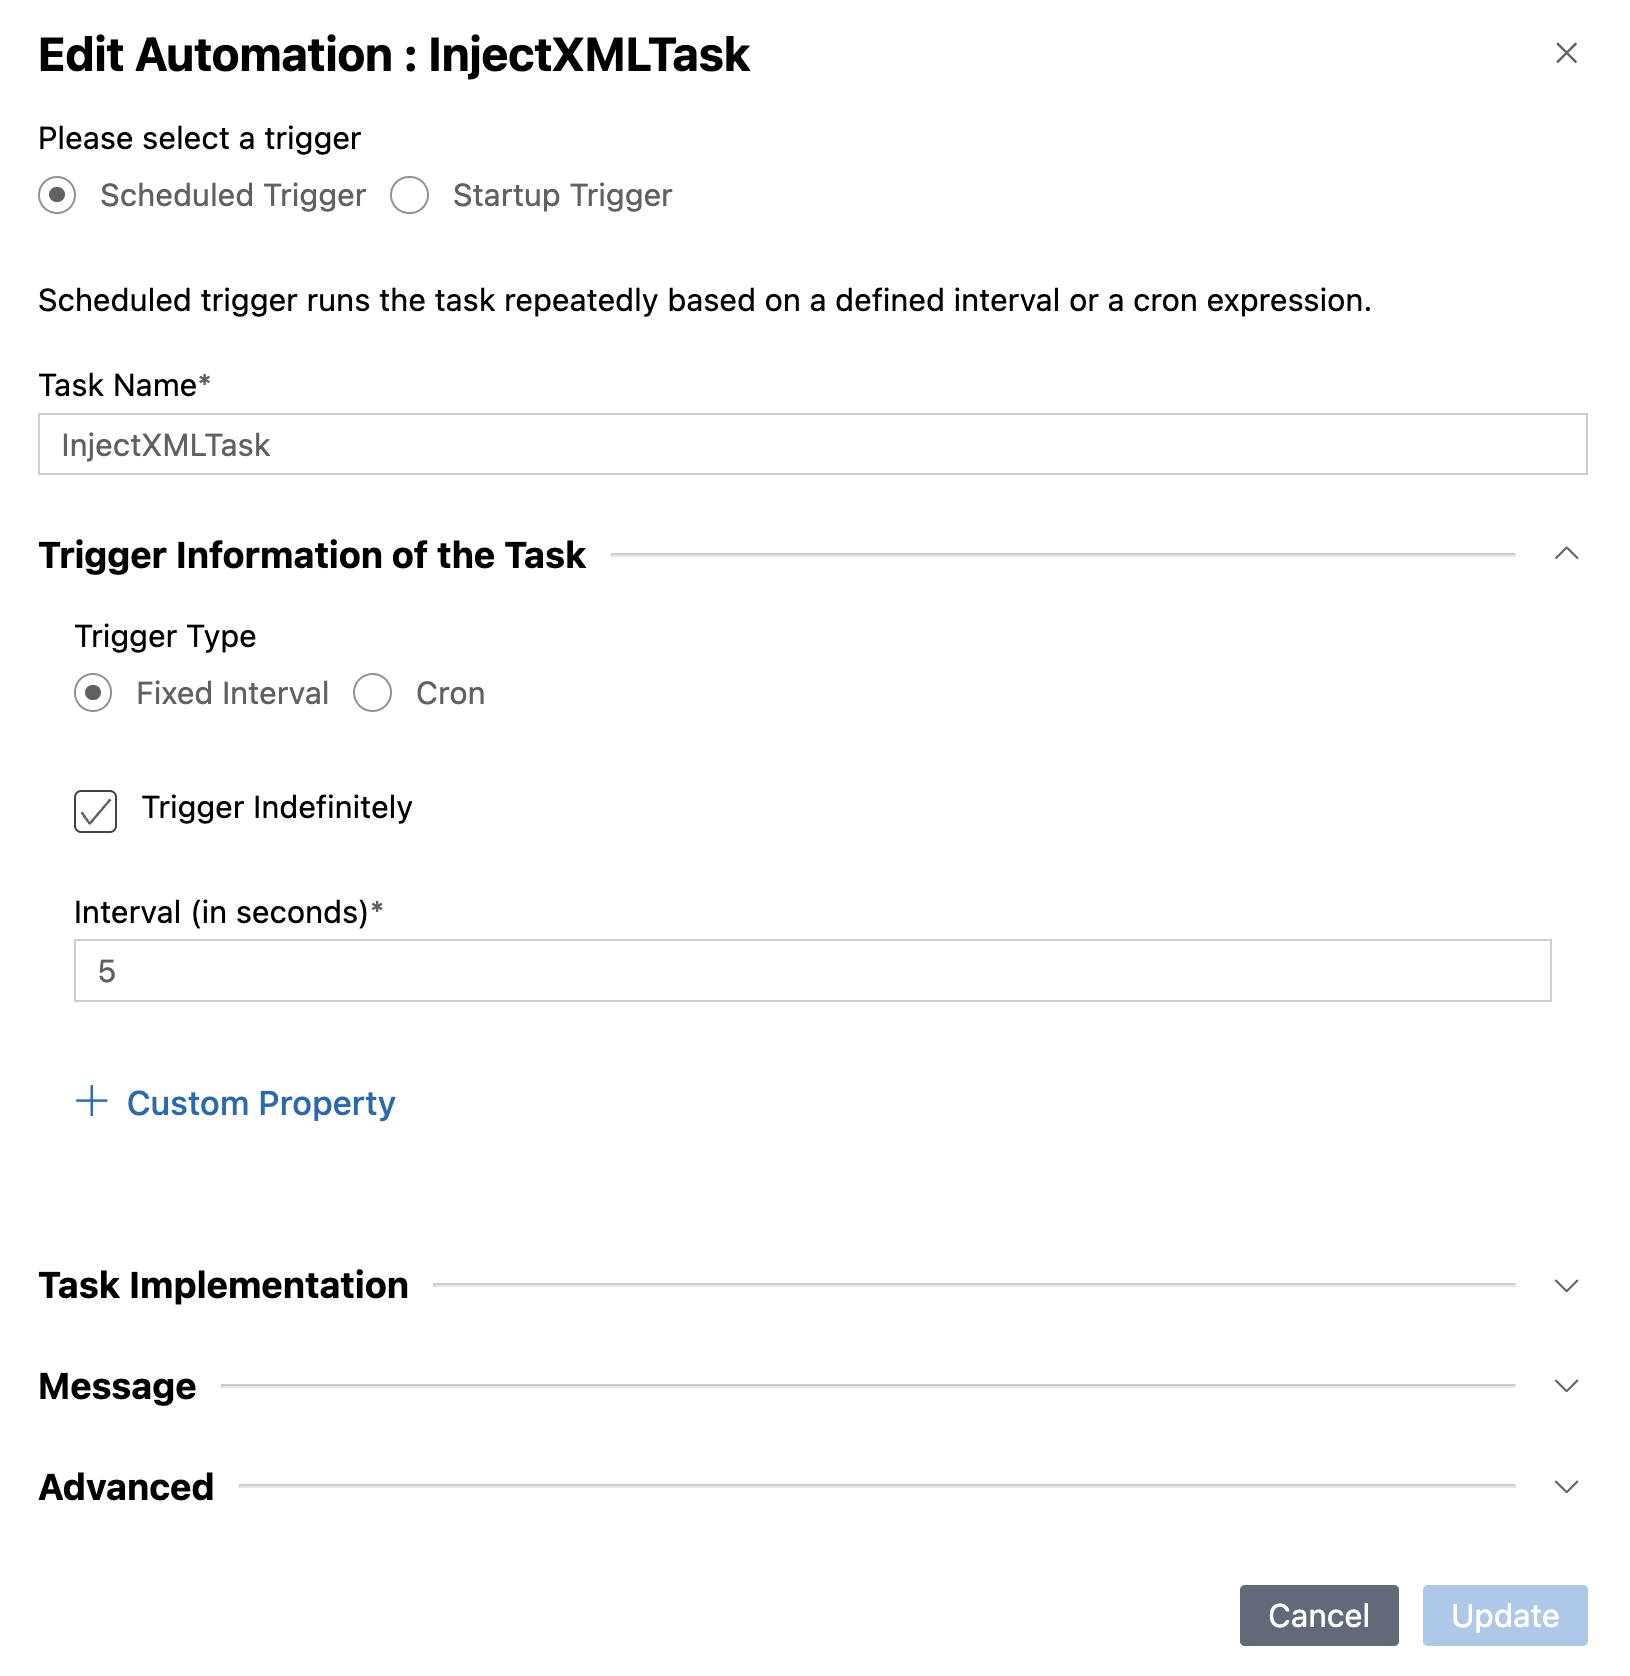 Edit Automation : InjectXMLTask
Please select a trigger
Scheduled Trigger Startup Trigger
Scheduled trigger runs the task repeatedly based on a defined interval or a cron expression.
Task Name*
InjectXMLTask
Trigger Information of the Task
Trigger Type
Fixed Interval Cron
Trigger Indefinitely
Interval (in seconds)*
5
Custom Property
Task Implementation
Message
Advanced
Cancel Update